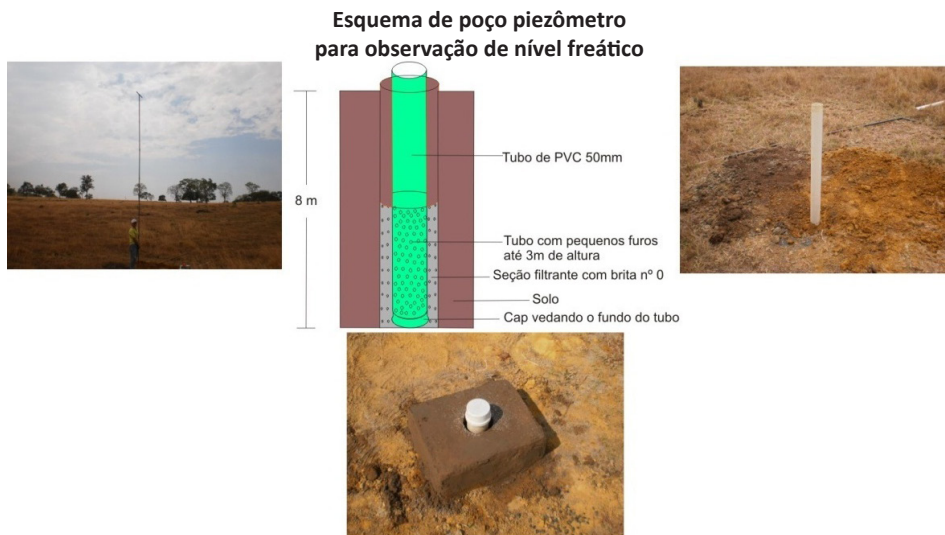 Esquema de poço piezômetro
para observação de nível freático
Tubo de PVC 50mm
8 m
Tubo com pequenos furos
até 3m de altura
Seção filtrante com brita nº 0
Solo
Cap vedando o fundo do tubo